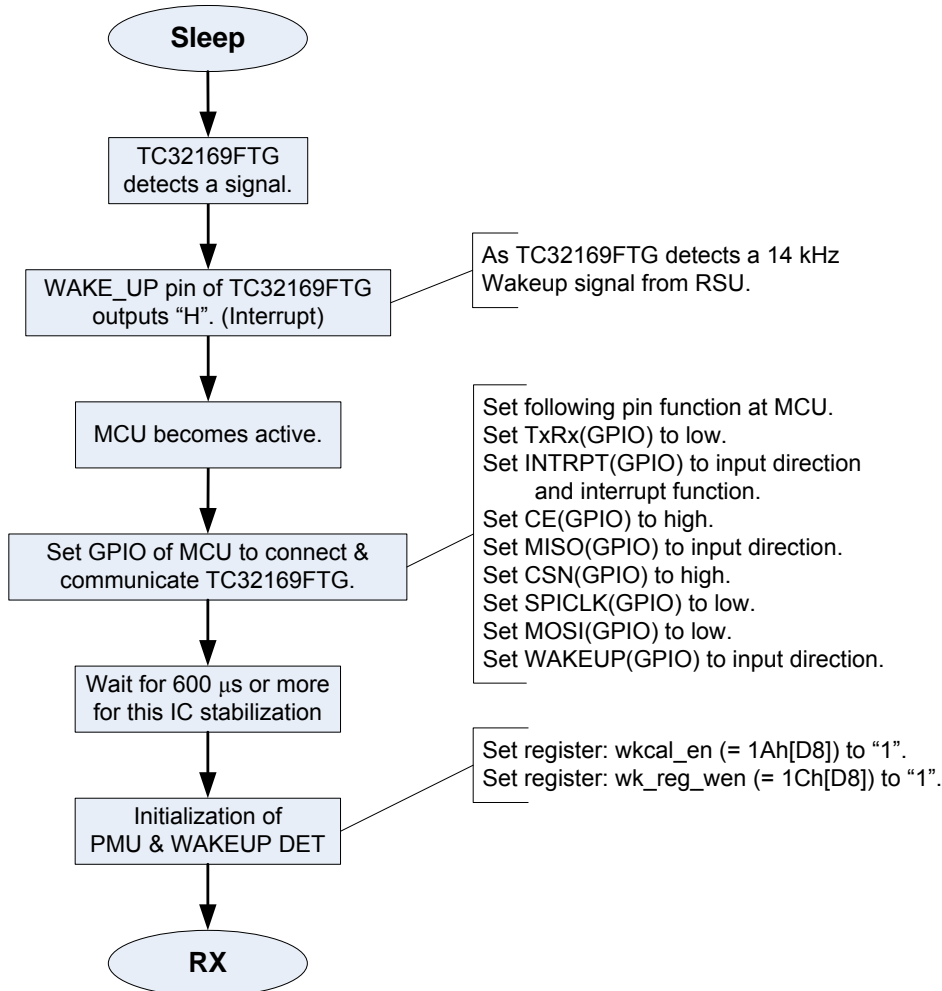 Sleep
TC32169FTG
detects a signal.
WAKE_UP pin of TC32169FTG
outputs “H”. (Interrupt)
As TC32169FTG detects a 14 kHz
Wakeup signal from RSU.
MCU becomes active.
Set GPIO of MCU to connect &
communicate TC32169FTG.
Set following pin function at MCU.
Set TxRx(GPIO) to low.
Set INTRPT(GPIO) to input direction
and interrupt function.
Set CE(GPIO) to high.
Set MISO(GPIO) to input direction.
Set CSN(GPIO) to high.
Set SPICLK(GPIO) to low.
Set MOSI(GPIO) to low.
Set WAKEUP(GPIO) to input direction.
Wait for 600 μs or more
for this IC stabilization
Initialization of
PMU & WAKEUP DET
Set register: wkcal_en (= 1Ah[D8]) to “1”.
Set register: wk_reg_wen (= 1Ch[D8]) to “1”.
RX